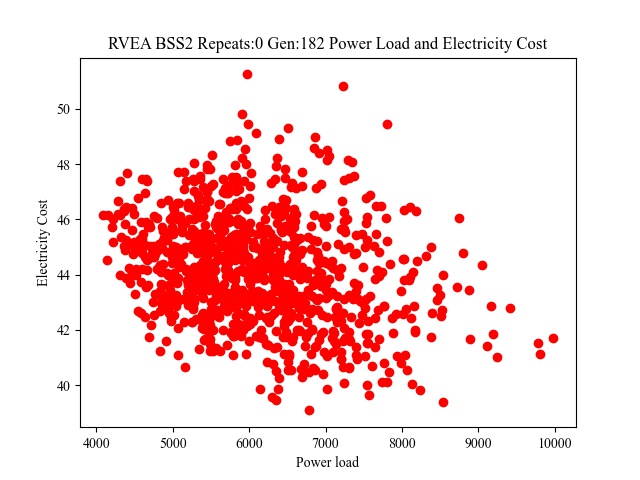 RVEA BSS2 Repeats:0 Gen:182 Power Load and Electricity Cost
Electricity Cost
50
48
46
44
42
40
4000 5000 6000 7000 8000 9000 10000
Power load